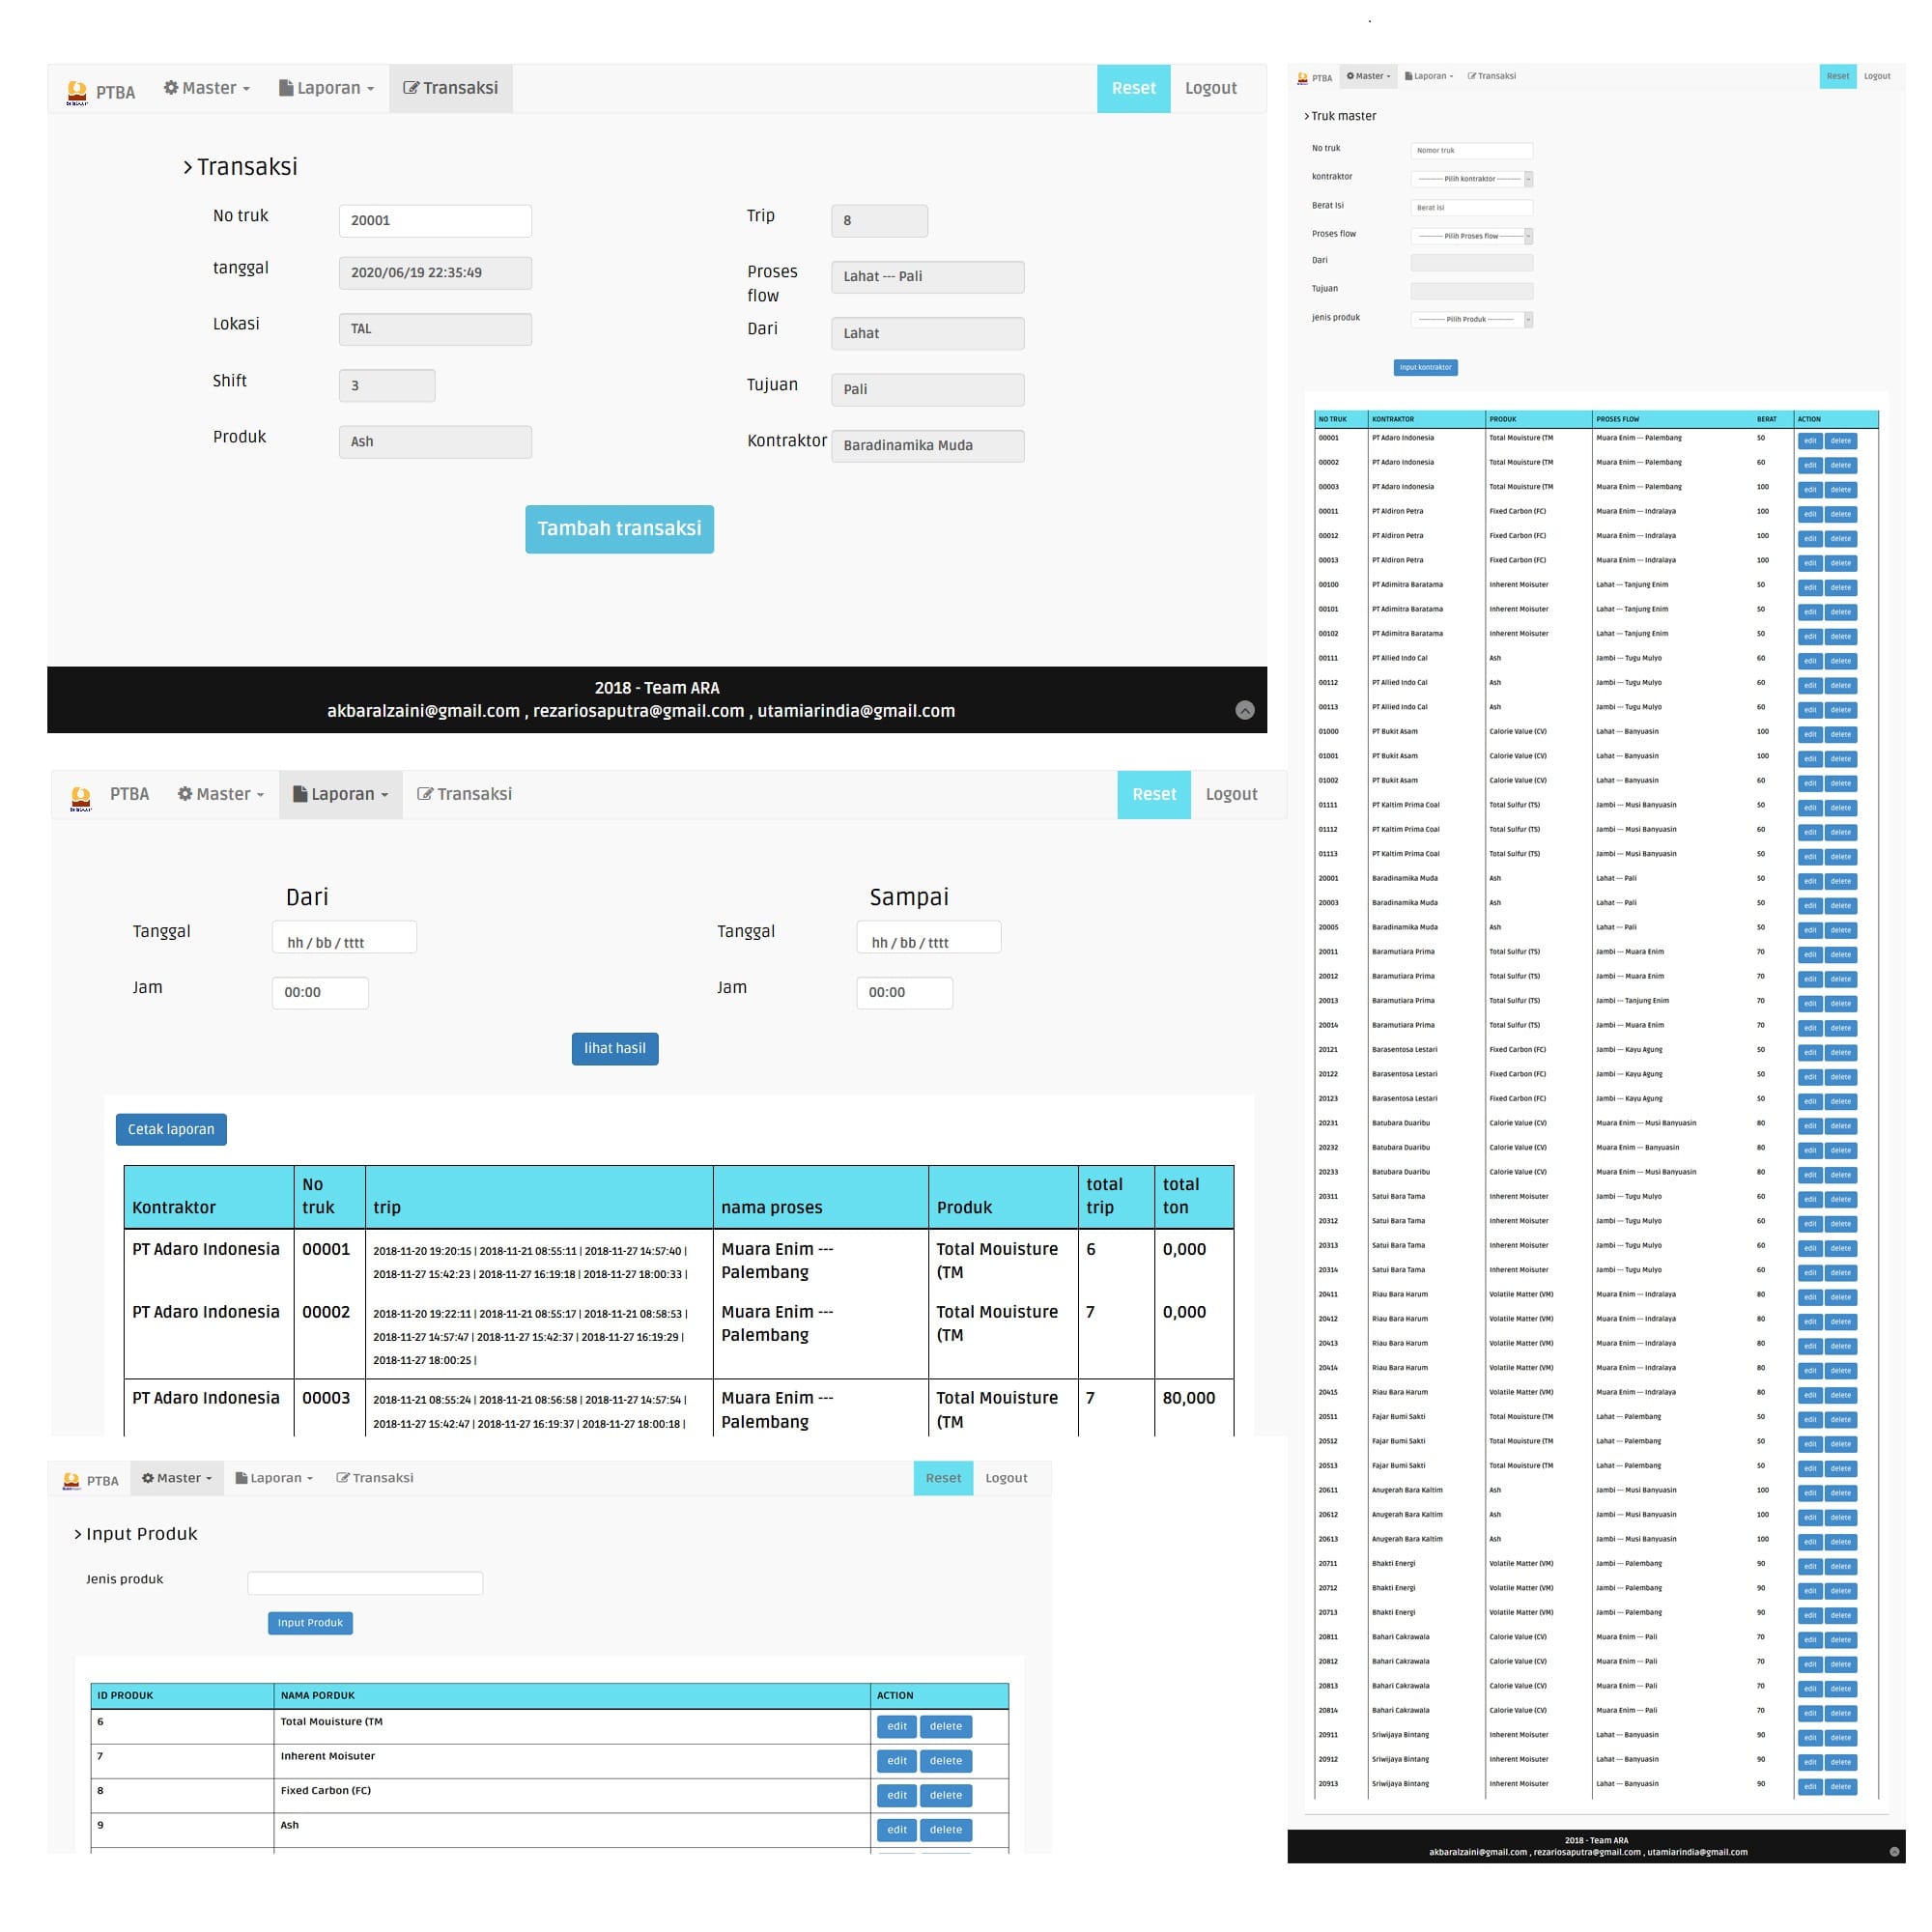 PTBA Master Laporan Transaksi Reset Logout
> Transaksi
No truk 20001
tanggal 2020/06/19 22:35:49
Lokasi TAL
Shift 3
Produk Ash
Trip 8
Proses flow Lahat --- Pali
Dari Lahat
Tujuan Pali
Kontraktor Baradinamika Muda
Tambah transaksi
2018 - Team ARA
akbaralzaini@gmail.com , rezariosaputra@gmail.com , utamiarindia@gmail.com
PTBA Master Laporan Transaksi Reset Logout
Dari Sampai
Tanggal hh / bb / tttt Tanggal hh / bb / tttt
Jam 00:00 Jam 00:00
lihat hasil
Cetak laporan
Kontraktor No truk trip nama proses Produk total trip total ton
PT Adaro Indonesia 00001 2018-11-20 19:20:15 | 2018-11-21 08:55:11 | 2018-11-27 14:57:40 | Muara Enim --- Total Mouisture 6 0,000
2018-11-27 15:42:23 | 2018-11-27 16:19:18 | 2018-11-27 18:00:33 | Palembang (TM
PT Adaro Indonesia 00002 2018-11-20 19:22:11 | 2018-11-21 08:55:17 | 2018-11-21 08:58:53 | Muara Enim --- Total Mouisture 7 0,000
2018-11-27 14:57:47 | 2018-11-27 15:42:37 | 2018-11-27 16:19:29 | Palembang (TM
2018-11-27 18:00:25 |
PT Adaro Indonesia 00003 2018-11-21 08:55:24 | 2018-11-21 08:56:58 | 2018-11-27 14:57:54 | Muara Enim --- Total Mouisture 7 80,000
2018-11-27 15:42:47 | 2018-11-27 16:19:37 | 2018-11-27 18:00:18 | Palembang (TM
PTBA Master Laporan Transaksi Reset Logout
> Input Produk
Jenis produk
Input Produk
ID PRODUK NAMA PORDUK ACTION
6 Total Mouisture (TM edit delete
7 Inherent Moisuter edit delete
8 Fixed Carbon (FC) edit delete
9 Ash edit delete
PTBA Master Laporan Transaksi Reset Logout
> Truk master
No truk Nomor truk
kontraktor ---------- Pilih kontraktor ----------
Berat Isi Berat isi
Proses flow ---------- Pilih Proses flow ----------
Dari
Tujuan
jenis produk ---------- Pilih Produk ----------
Input kontraktor
NO TRUK KONTRAKTOR PRODUK PROSES FLOW BERAT ACTION
00001 PT Adaro Indonesia Total Mouisture (TM Muara Enim --- Palembang 50 edit delete
00002 PT Adaro Indonesia Total Mouisture (TM Muara Enim --- Palembang 60 edit delete
00003 PT Adaro Indonesia Total Mouisture (TM Muara Enim --- Palembang 100 edit delete
00011 PT Aldiron Petra Fixed Carbon (FC) Muara Enim --- Indralaya 100 edit delete
00012 PT Aldiron Petra Fixed Carbon (FC) Muara Enim --- Indralaya 100 edit delete
00013 PT Aldiron Petra Fixed Carbon (FC) Muara Enim --- Indralaya 100 edit delete
00100 PT Adimitra Baratama Inherent Moisuter Lahat --- Tanjung Enim 50 edit delete
00101 PT Adimitra Baratama Inherent Moisuter Lahat --- Tanjung Enim 50 edit delete
00102 PT Adimitra Baratama Inherent Moisuter Lahat --- Tanjung Enim 50 edit delete
00111 PT Allied Indo Cal Ash Jambi --- Tugu Mulyo 60 edit delete
00112 PT Allied Indo Cal Ash Jambi --- Tugu Mulyo 60 edit delete
00113 PT Allied Indo Cal Ash Jambi --- Tugu Mulyo 60 edit delete
01000 PT Bukit Asam Calorie Value (CV) Lahat --- Banyuasin 100 edit delete
01001 PT Bukit Asam Calorie Value (CV) Lahat --- Banyuasin 100 edit delete
01002 PT Bukit Asam Calorie Value (CV) Lahat --- Banyuasin 60 edit delete
01111 PT Kaltim Prima Coal Total Sulfur (TS) Jambi --- Musi Banyuasin 50 edit delete
01112 PT Kaltim Prima Coal Total Sulfur (TS) Jambi --- Musi Banyuasin 60 edit delete
01113 PT Kaltim Prima Coal Total Sulfur (TS) Jambi --- Musi Banyuasin 50 edit delete
20001 Baradinamika Muda Ash Lahat --- Pali 50 edit delete
20003 Baradinamika Muda Ash Lahat --- Pali 50 edit delete
20005 Baradinamika Muda Ash Lahat --- Pali 50 edit delete
20011 Baramutiara Prima Total Sulfur (TS) Jambi --- Muara Enim 70 edit delete
20012 Baramutiara Prima Total Sulfur (TS) Jambi --- Muara Enim 70 edit delete
20013 Baramutiara Prima Total Sulfur (TS) Jambi --- Tanjung Enim 70 edit delete
20014 Baramutiara Prima Total Sulfur (TS) Jambi --- Muara Enim 70 edit delete
20121 Barasentosa Lestari Fixed Carbon (FC) Jambi --- Kayu Agung 50 edit delete
20122 Barasentosa Lestari Fixed Carbon (FC) Jambi --- Kayu Agung 50 edit delete
20123 Barasentosa Lestari Fixed Carbon (FC) Jambi --- Kayu Agung 50 edit delete
20231 Batubara Duaribu Calorie Value (CV) Muara Enim --- Musi Banyuasin 80 edit delete
20232 Batubara Duaribu Calorie Value (CV) Muara Enim --- Banyuasin 80 edit delete
20233 Batubara Duaribu Calorie Value (CV) Muara Enim --- Musi Banyuasin 80 edit delete
20311 Satui Bara Tama Inherent Moisuter Jambi --- Tugu Mulyo 60 edit delete
20312 Satui Bara Tama Inherent Moisuter Jambi --- Tugu Mulyo 60 edit delete
20313 Satui Bara Tama Inherent Moisuter Jambi --- Tugu Mulyo 60 edit delete
20314 Satui Bara Tama Inherent Moisuter Jambi --- Tugu Mulyo 60 edit delete
20411 Riau Bara Harum Volatile Matter (VM) Muara Enim --- Indralaya 80 edit delete
20412 Riau Bara Harum Volatile Matter (VM) Muara Enim --- Indralaya 80 edit delete
20413 Riau Bara Harum Volatile Matter (VM) Muara Enim --- Indralaya 80 edit delete
20414 Riau Bara Harum Volatile Matter (VM) Muara Enim --- Indralaya 80 edit delete
20415 Riau Bara Harum Volatile Matter (VM) Muara Enim --- Indralaya 80 edit delete
20511 Fajar Bumi Sakti Total Mouisture (TM Lahat --- Palembang 50 edit delete
20512 Fajar Bumi Sakti Total Mouisture (TM Lahat --- Palembang 50 edit delete
20513 Fajar Bumi Sakti Total Mouisture (TM Lahat --- Palembang 50 edit delete
20611 Anugerah Bara Kaltim Ash Jambi --- Musi Banyuasin 100 edit delete
20612 Anugerah Bara Kaltim Ash Jambi --- Musi Banyuasin 100 edit delete
20613 Anugerah Bara Kaltim Ash Jambi --- Musi Banyuasin 100 edit delete
20711 Bhakti Energi Volatile Matter (VM) Jambi --- Palembang 90 edit delete
20712 Bhakti Energi Volatile Matter (VM) Jambi --- Palembang 90 edit delete
20713 Bhakti Energi Volatile Matter (VM) Jambi --- Palembang 90 edit delete
20811 Bahari Cakrawala Calorie Value (CV) Muara Enim --- Pali 70 edit delete
20812 Bahari Cakrawala Calorie Value (CV) Muara Enim --- Pali 70 edit delete
20813 Bahari Cakrawala Calorie Value (CV) Muara Enim --- Pali 70 edit delete
20814 Bahari Cakrawala Calorie Value (CV) Muara Enim --- Pali 70 edit delete
20911 Sriwijaya Bintang Inherent Moisuter Lahat --- Banyuasin 90 edit delete
20912 Sriwijaya Bintang Inherent Moisuter Lahat --- Banyuasin 90 edit delete
20913 Sriwijaya Bintang Inherent Moisuter Lahat --- Banyuasin 90 edit delete
2018 - Team ARA
akbaralzaini@gmail.com , rezariosaputra@gmail.com , utamiarindia@gmail.com